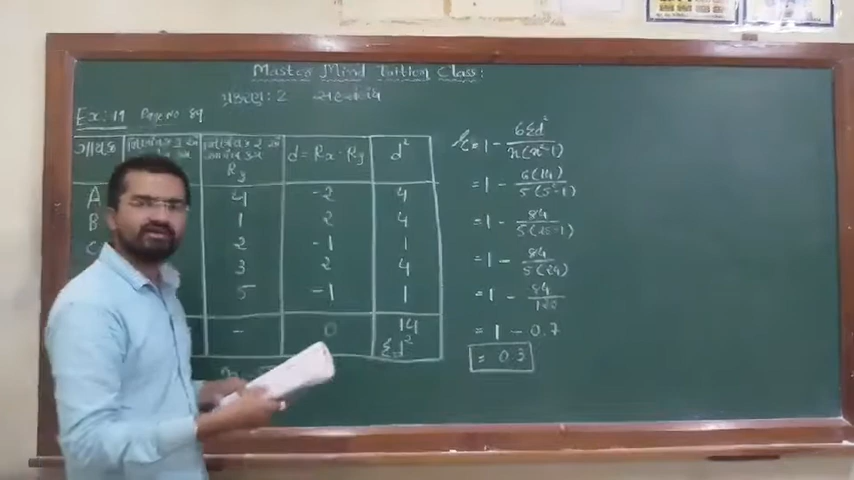 Master Mind Tuition Class:
પ્રકરણ: 2 સહસંબંધ
Ex: 11 Page No 89
ગાયક
Ry
d = Rx - Ry
d²
A 4 -2 4
B 1 2 4
C 2 -1 1
3 2 4
5 -1 1
- 0 14
Σd²
r = 1 - 6Σd² / n(n²-1)
= 1 - 6(14) / 5(5²-1)
= 1 - 84 / 5(25-1)
= 1 - 84 / 5(24)
= 1 - 84 / 120
= 1 - 0.7
= 0.3